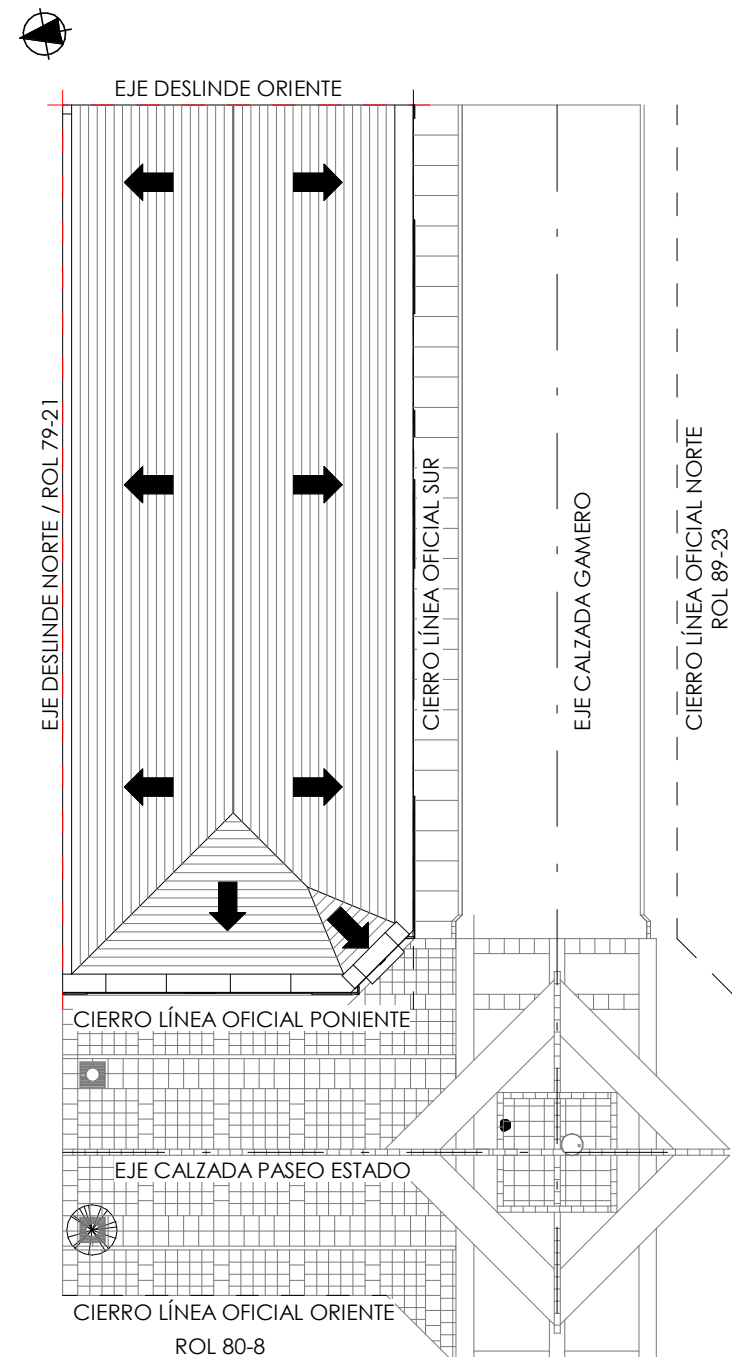 EJE DESLINDE ORIENTE
EJE DESLINDE NORTE / ROL 79-21
CIERRO LÍNEA OFICIAL SUR
EJE CALZADA GAMERO
CIERRO LÍNEA OFICIAL NORTE
ROL 89-23
CIERRO LÍNEA OFICIAL PONIENTE
EJE CALZADA PASEO ESTADO
CIERRO LÍNEA OFICIAL ORIENTE
ROL 80-8